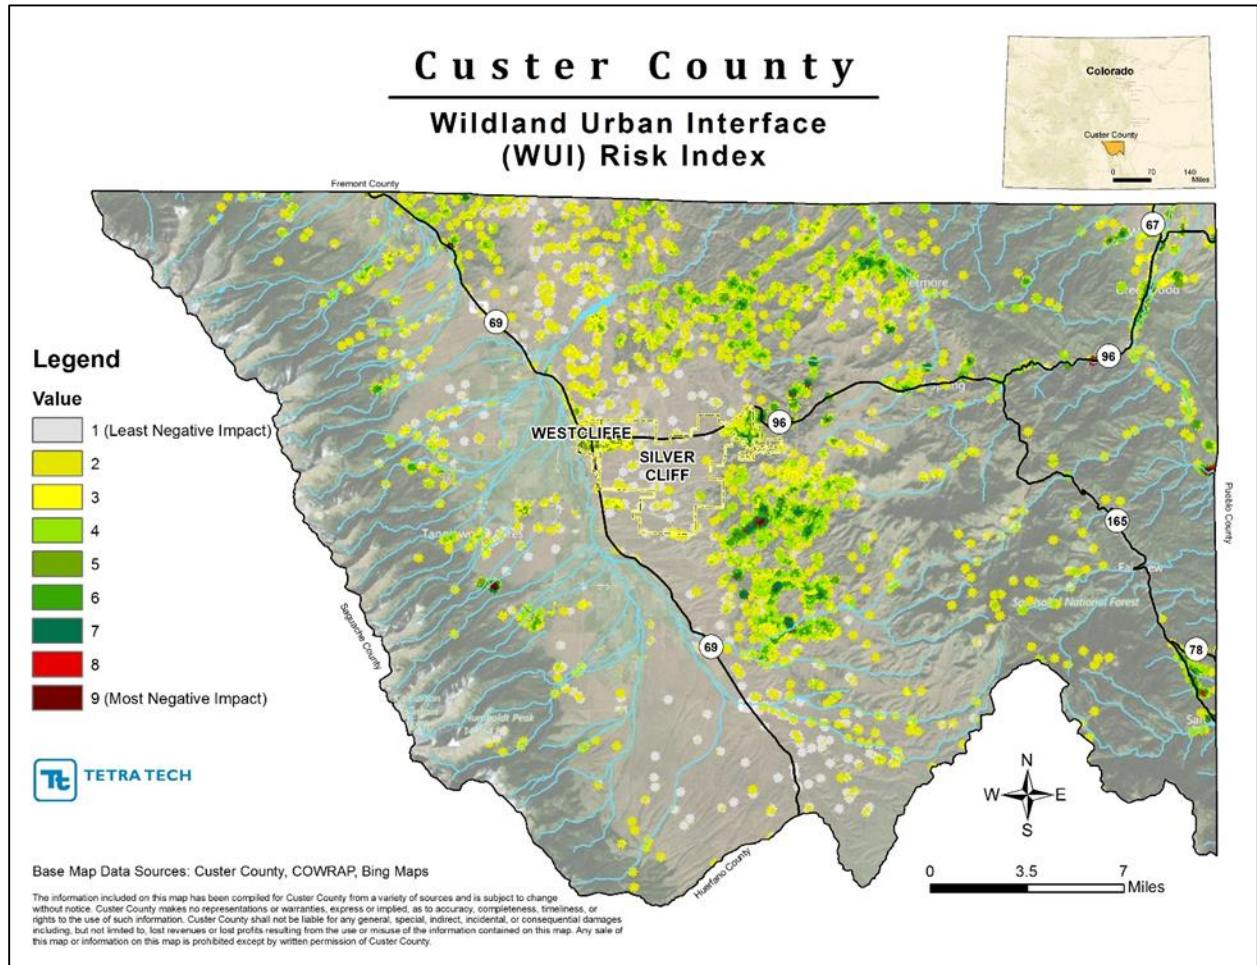 Custer County
Wildland Urban Interface
(WUI) Risk Index
Colorado
Custer County
0 70 140
Miles
Fremont County
67
69
96
96
WESTCLIFFE
SILVER
CLIFF
165
Pueblo County
Saguache County
69
78
Humboldt Peak
National Forest
Huerfano County
Legend
Value
1 (Least Negative Impact)
2
3
4
5
6
7
8
9 (Most Negative Impact)
Tt
TETRA TECH
N
W E
S
0 3.5 7
Miles
Base Map Data Sources: Custer County, COWRAP, Bing Maps
The information included on this map has been compiled for Custer County from a variety of sources and is subject to change
without notice. Custer County makes no representations or warranties, express or implied, as to accuracy, completeness, timeliness, or
rights to the use of such information. Custer County shall not be liable for any general, special, indirect, incidental, or consequential damages
including, but not limited to, lost revenues or lost profits resulting from the use or misuse of the information contained on this map. Any sale of
this map or information on this map is prohibited except by written permission of Custer County.